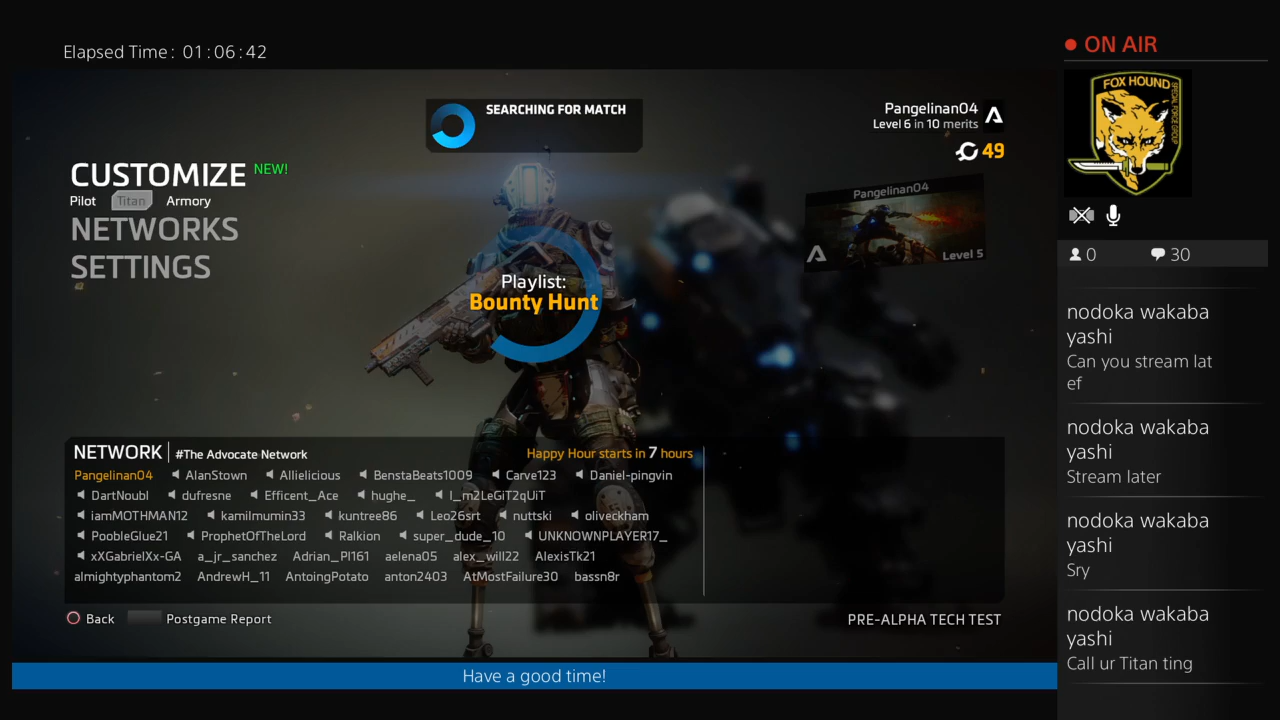 Elapsed Time: 01:06:42
ON AIR
SEARCHING FOR MATCH
Pangelinan04
Level 6 in 10 merits
49
FOX HOUND
SPECIAL FORCE GROUP
CUSTOMIZE NEW!
Pilot Titan Armory
NETWORKS
SETTINGS
Pangelinan04
Level 5
Playlist:
Bounty Hunt
0 30
nodoka wakaba
yashi
Can you stream lat
ef
nodoka wakaba
yashi
Stream later
nodoka wakaba
yashi
Sry
nodoka wakaba
yashi
Call ur Titan ting
NETWORK #The Advocate Network Happy Hour starts in 7 hours
Pangelinan04 AlanStown Allielicious BenstaBeats1009 Carve123 Daniel-pingvin
DartNoubl dufresne Efficent_Ace hughe_ I_m2LeGiT2qUiT
iamMOTHMAN12 kamilmumin33 kuntree86 Leo26srt nuttski oliveckham
PoobleGlue21 ProphetOfTheLord Ralkion super_dude_10 UNKNOWNPLAYER17_
xXGabrielXx-GA a_jr_sanchez Adrian_PI161 aelena05 alex_will22 AlexisTk21
almightyphantom2 AndrewH_11 AntoingPotato anton2403 AtMostFailure30 bassn8r
Back Postgame Report
PRE-ALPHA TECH TEST
Have a good time!